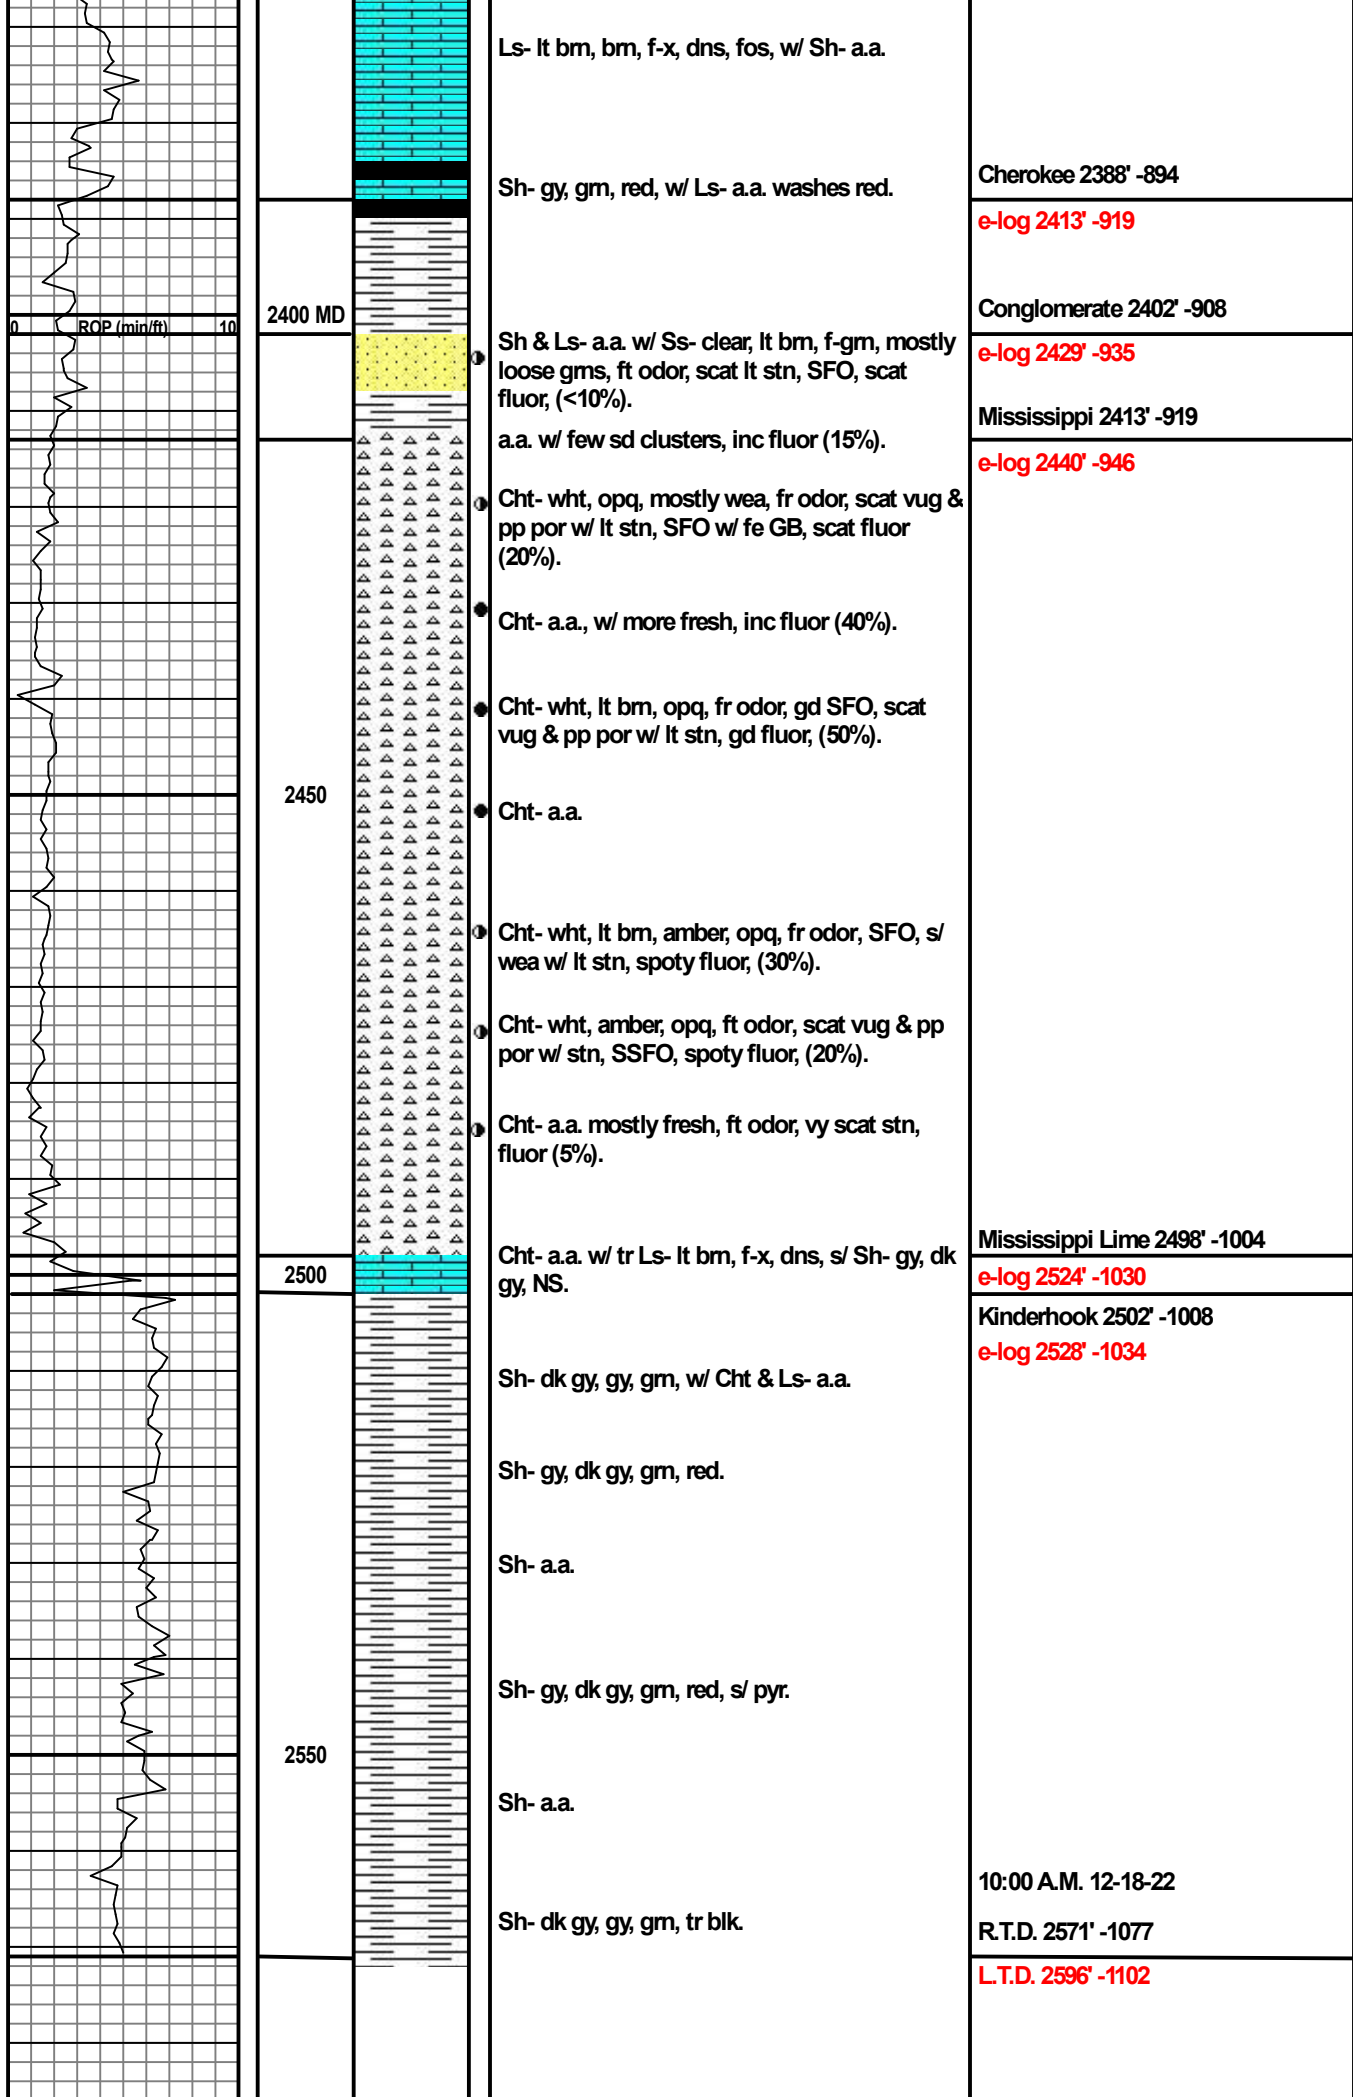 Ls- lt brn, brn, f-x, dns, fos, w/ Sh- a.a.
Cherokee 2388' -894
Sh- gy, grn, red, w/ Ls- a.a. washes red.
e-log 2413' -919
Conglomerate 2402' -908
2400 MD
0 ROP (min/ft) 10
Sh & Ls- a.a. w/ Ss- clear, lt brn, f-grn, mostly
loose grns, ft odor, scat lt stn, SFO, scat
fluor, (<10%).
e-log 2429' -935
Mississippi 2413' -919
a.a. w/ few sd clusters, inc fluor (15%).
e-log 2440' -946
Cht- wht, opq, mostly wea, fr odor, scat vug &
pp por w/ lt stn, SFO w/ fe GB, scat fluor
(20%).
Cht- a.a., w/ more fresh, inc fluor (40%).
Cht- wht, lt brn, opq, fr odor, gd SFO, scat
vug & pp por w/ lt stn, gd fluor, (50%).
2450
Cht- a.a.
Cht- wht, lt brn, amber, opq, fr odor, SFO, s/
wea w/ lt stn, spoty fluor, (30%).
Cht- wht, amber, opq, ft odor, scat vug & pp
por w/ stn, SSFO, spoty fluor, (20%).
Cht- a.a. mostly fresh, ft odor, vy scat stn,
fluor (5%).
Mississippi Lime 2498' -1004
Cht- a.a. w/ tr Ls- lt brn, f-x, dns, s/ Sh- gy, dk
gy, NS.
2500
e-log 2524' -1030
Kinderhook 2502' -1008
e-log 2528' -1034
Sh- dk gy, gy, grn, w/ Cht & Ls- a.a.
Sh- gy, dk gy, grn, red.
Sh- a.a.
Sh- gy, dk gy, grn, red, s/ pyr.
2550
Sh- a.a.
10:00 A.M. 12-18-22
Sh- dk gy, gy, grn, tr blk.
R.T.D. 2571' -1077
L.T.D. 2596' -1102